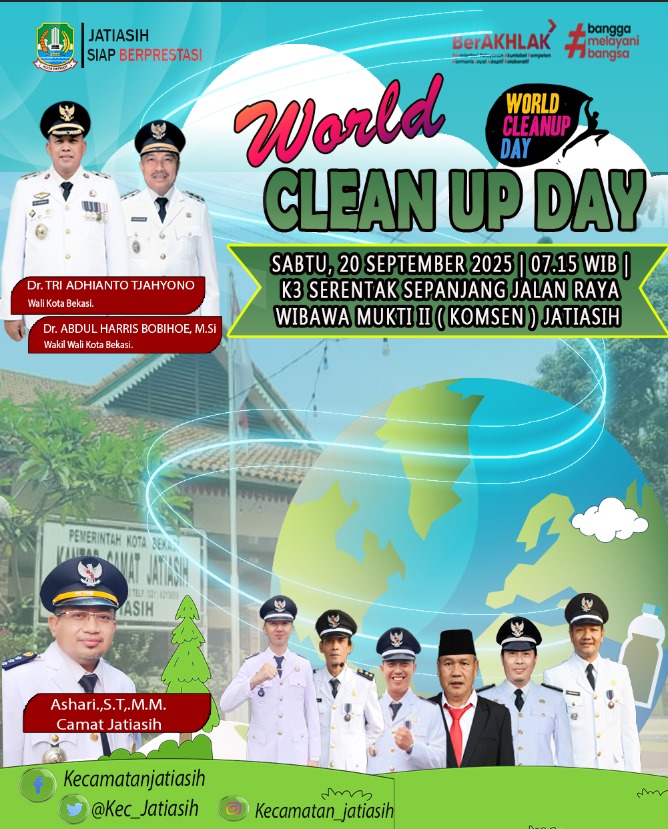 JATIASIH
SIAP BERPRESTASI
BerAKHLAK
#bangga
melayani
bangsa
World
CLEAN UP DAY
WORLD
CLEANUP
DAY
SABTU, 20 SEPTEMBER 2025 | 07.15 WIB |
K3 SERENTAK SEPANJANG JALAN RAYA
WIBAWA MUKTI II ( KOMSEN ) JATIASIH
Dr. TRI ADHIANTO TJAHYONO
Wali Kota Bekasi.
Dr. ABDUL HARRIS BOBIHOE, M.Si
Wakil Wali Kota Bekasi.
PEMERINTAH KOTA BEKASI
KANTOR CAMAT JATIASIH
Ashari.,S.T,.M.M.
Camat Jatiasih
Kecamatanjatiasih
@Kec_Jatiasih
Kecamatan_jatiasih